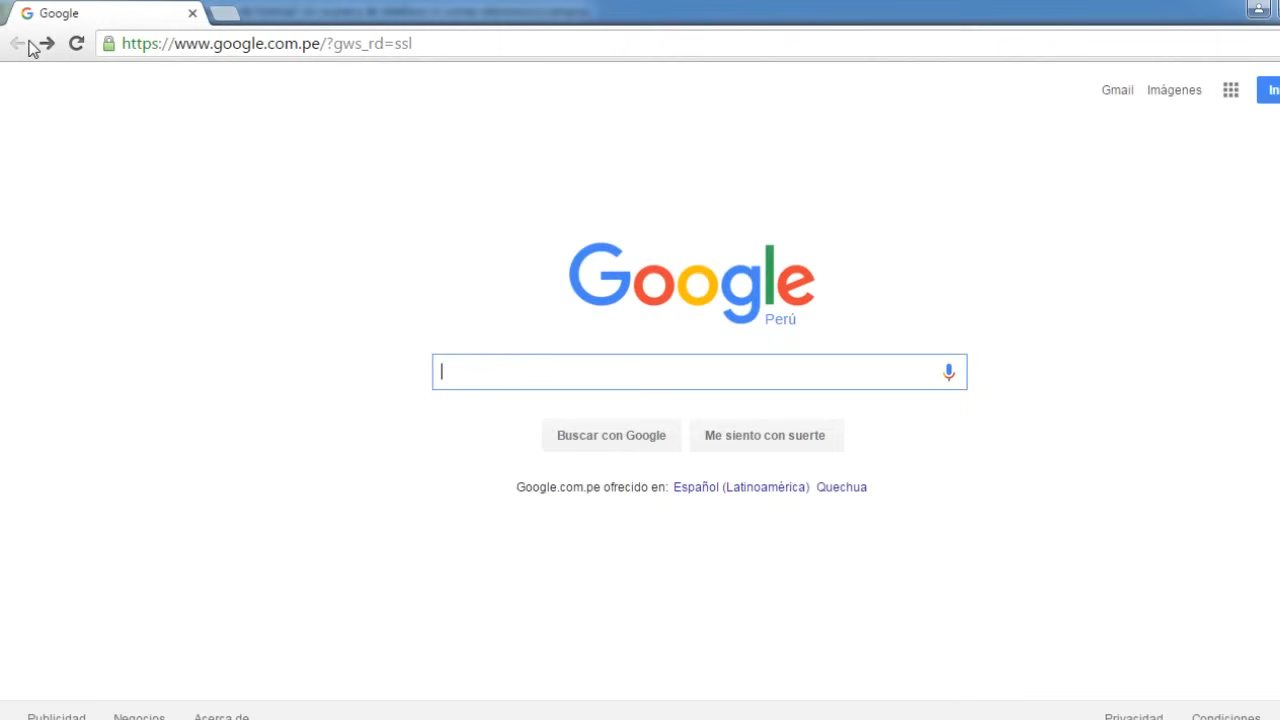 Google
https://www.google.com.pe/?gws_rd=ssl
Gmail Imágenes
Google
Perú
Buscar con Google Me siento con suerte
Google.com.pe ofrecido en: Español (Latinoamérica) Quechua
Publicidad Negocios Acerca de Privacidad Condiciones